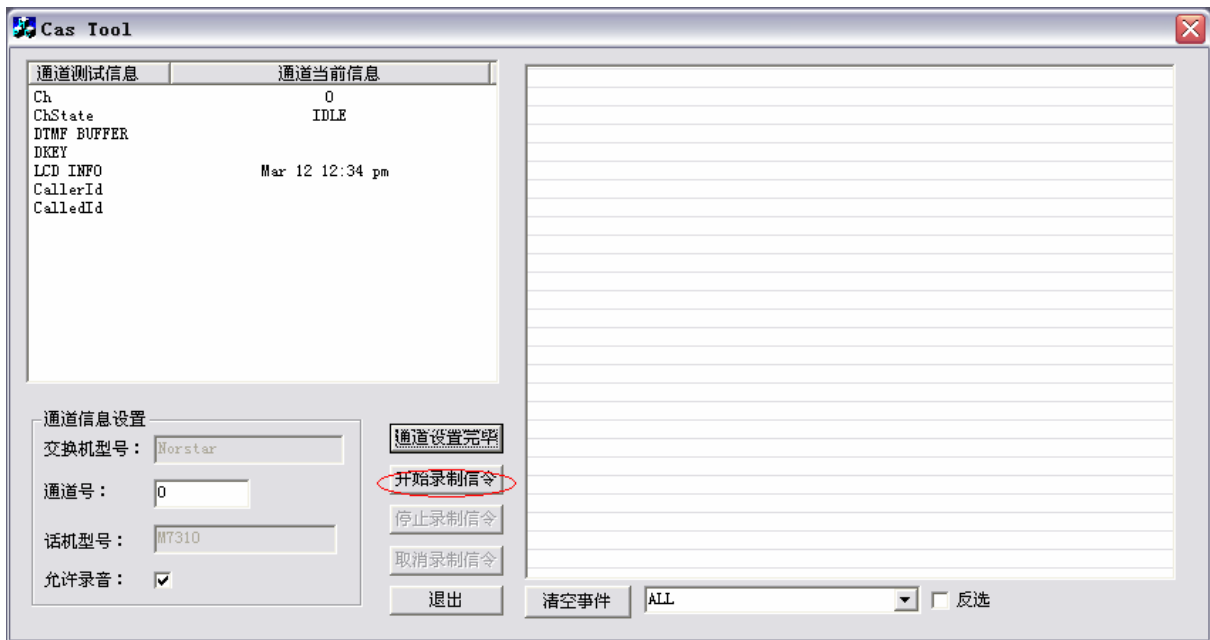 Cas Tool
通道测试信息 通道当前信息
Ch 0
ChState IDLE
DTMF BUFFER
DKEY
LCD INFO Mar 12 12:34 pm
CallerId
CalledId
通道信息设置
交换机型号： Norstar
通道号： 0
话机型号： M7310
允许录音：
通道设置完毕
开始录制信令
停止录制信令
取消录制信令
退出
清空事件 ALL 反选